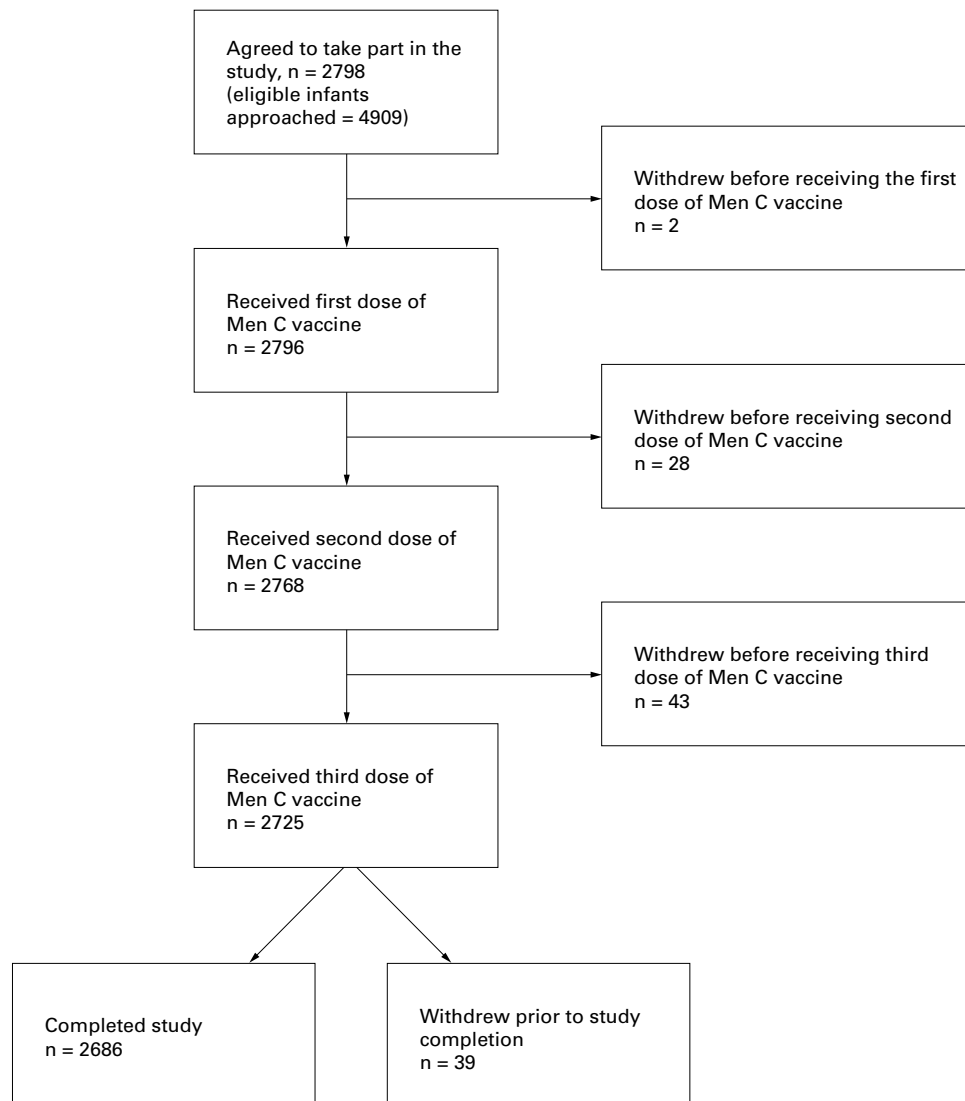 Agreed to take part in the
study, n = 2798
(eligible infants
approached = 4909)
Withdrew before receiving the first
dose of Men C vaccine
n = 2
Received first dose of
Men C vaccine
n = 2796
Withdrew before receiving second
dose of Men C vaccine
n = 28
Received second dose of
Men C vaccine
n = 2768
Withdrew before receiving third
dose of Men C vaccine
n = 43
Received third dose of
Men C vaccine
n = 2725
Completed study
n = 2686
Withdrew prior to study
completion
n = 39